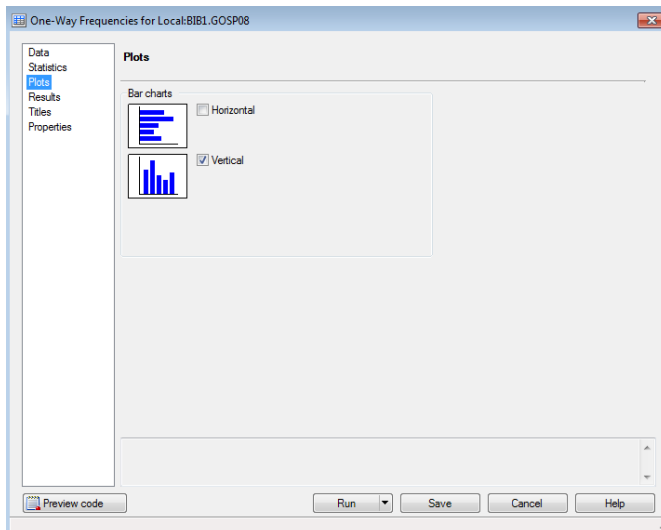 One-Way Frequencies for Local:BIB1.GOSP08
Data
Statistics
Plots
Results
Titles
Properties
Plots
Bar charts
Horizontal
Vertical
Preview code
Run
Save
Cancel
Help